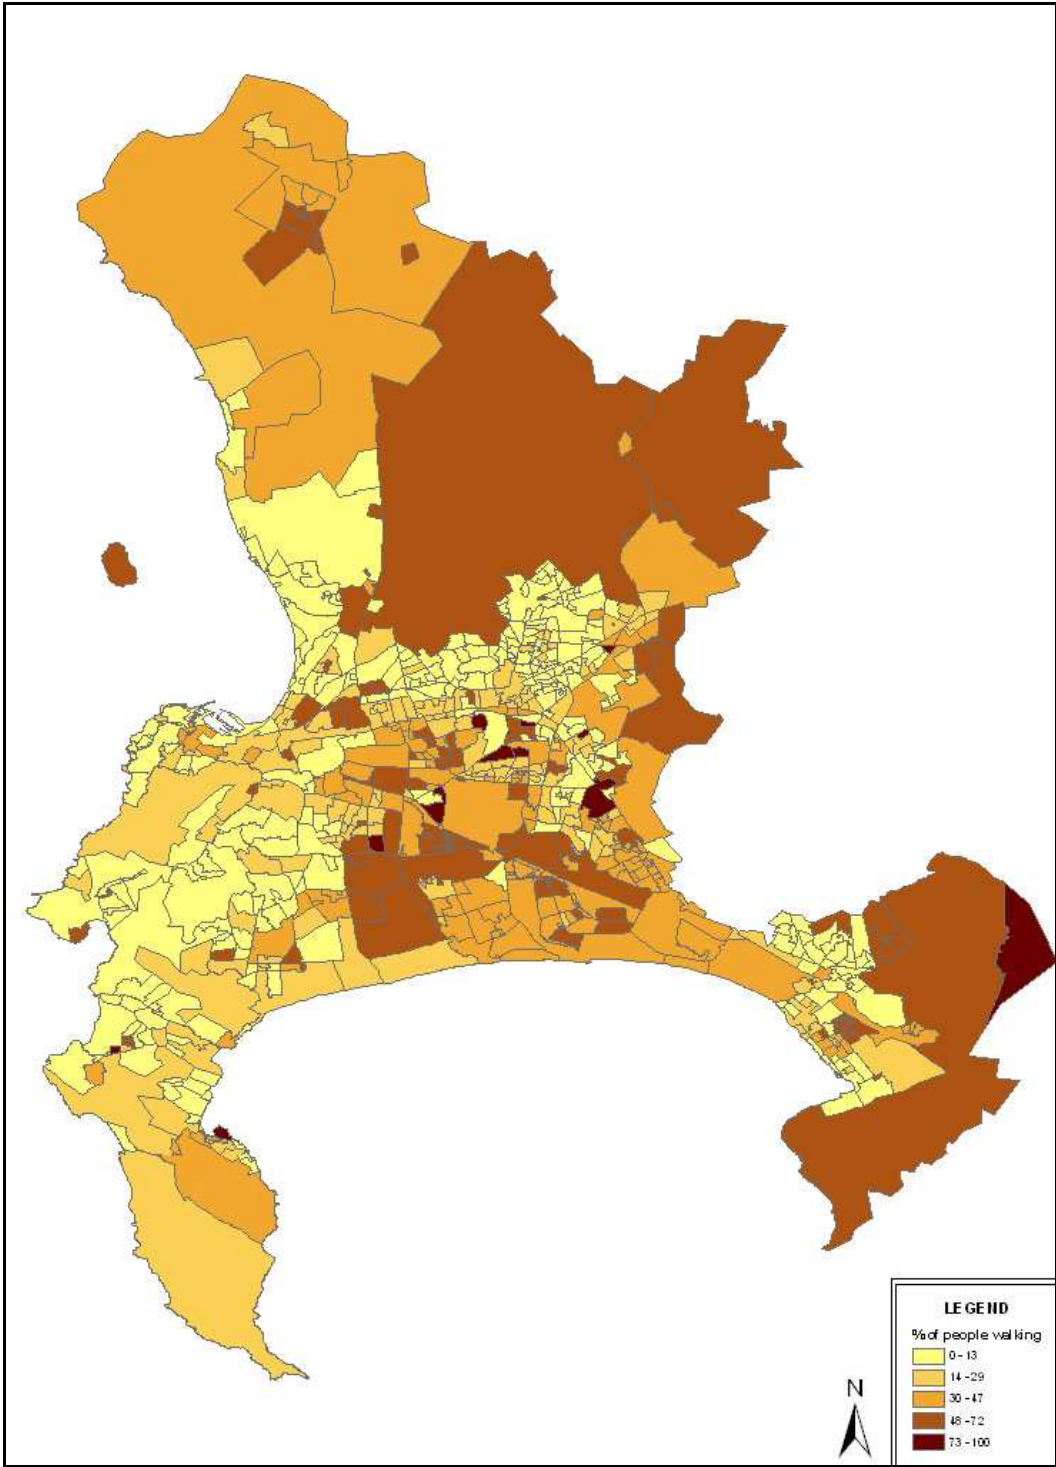 LEGEND
% of people walking
0 - 13
14 - 29
30 - 47
48 - 72
73 - 100
N